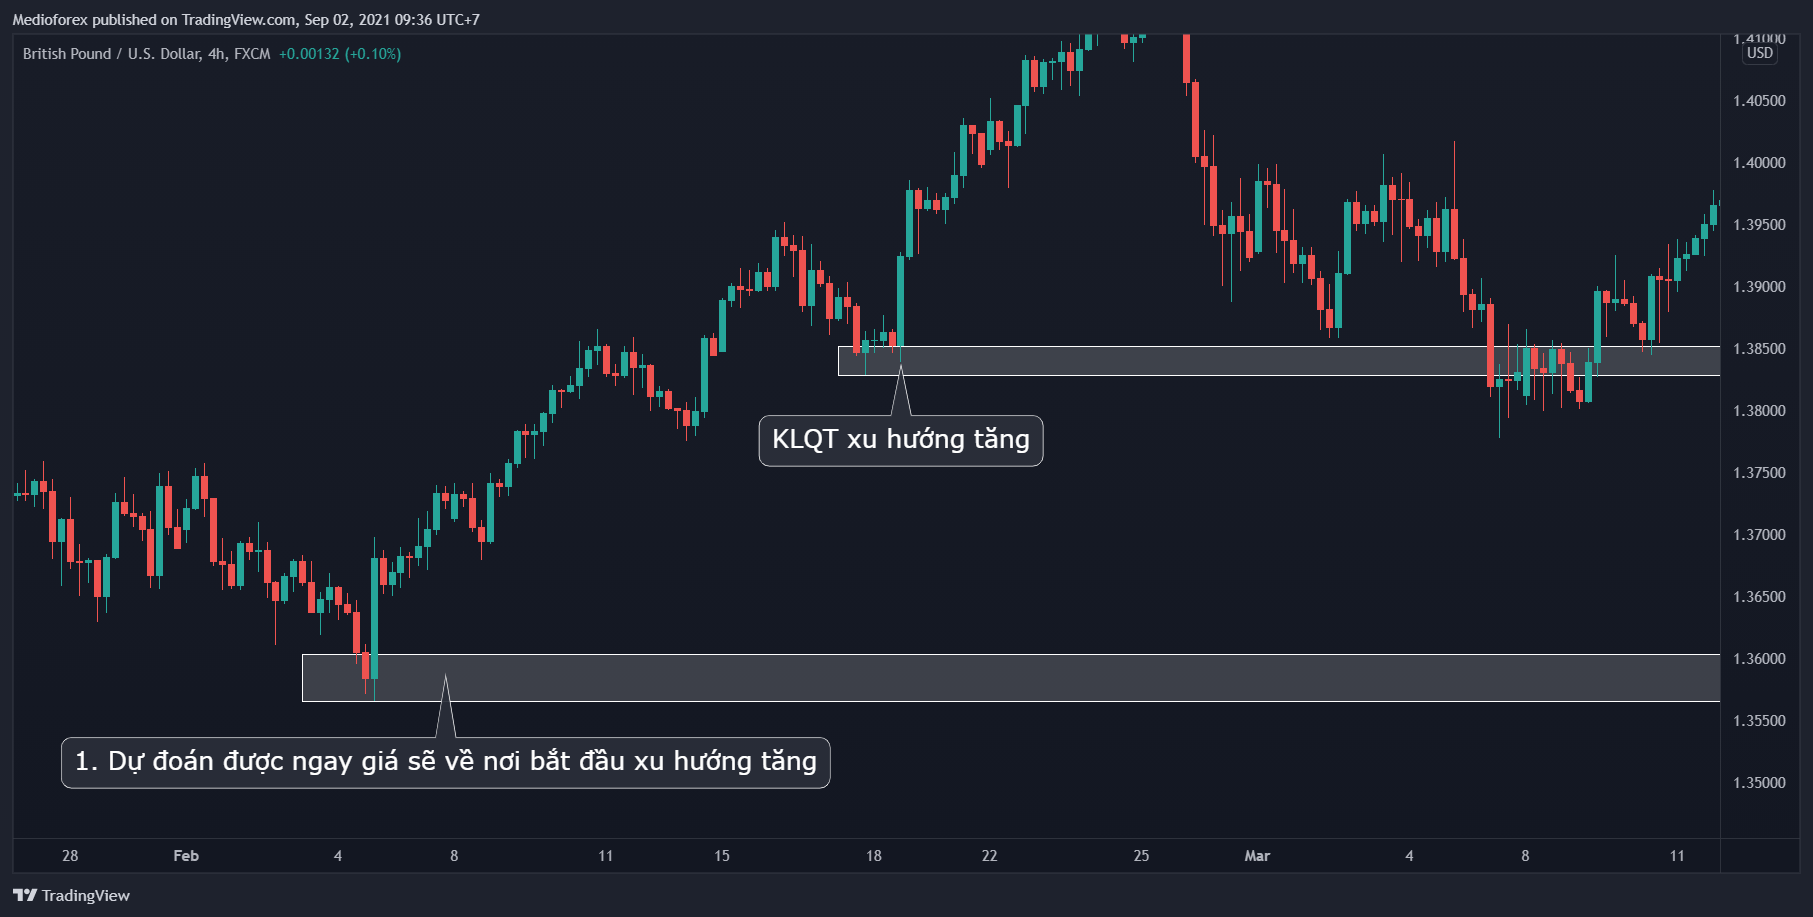 Medioforex published on TradingView.com, Sep 02, 2021 09:36 UTC+7
British Pound / U.S. Dollar, 4h, FXCM +0.00132 (+0.10%)
1.41000
USD
1.40500
1.40000
1.39500
1.39000
1.38500
1.38000
1.37500
1.37000
1.36500
1.36000
1.35500
1.35000
KLQT xu hướng tăng
1. Dự đoán được ngay giá sẽ về nơi bắt đầu xu hướng tăng
28 Feb 4 8 11 15 18 22 25 Mar 4 8 11
TradingView